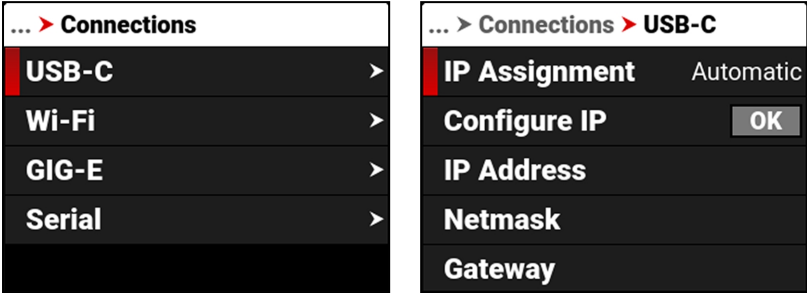 ... > Connections
USB-C >
Wi-Fi >
GIG-E >
Serial >
... > Connections > USB-C
IP Assignment Automatic
Configure IP OK
IP Address
Netmask
Gateway